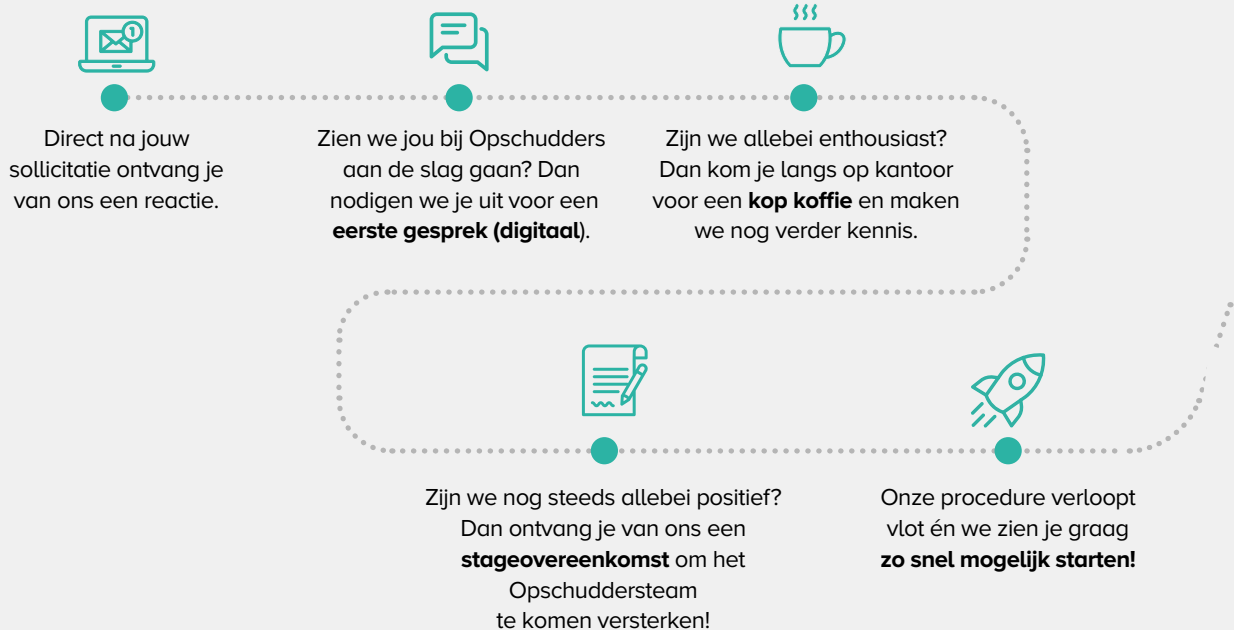 1
Direct na jouw
sollicitatie ontvang je
van ons een reactie.
Zien we jou bij Opschudders
aan de slag gaan? Dan
nodigen we je uit voor een
eerste gesprek (digitaal).
Zijn we allebei enthousiast?
Dan kom je langs op kantoor
voor een kop koffie en maken
we nog verder kennis.
Zijn we nog steeds allebei positief?
Dan ontvang je van ons een
stageovereenkomst om het
Opschuddersteam
te komen versterken!
Onze procedure verloopt
vlot én we zien je graag
zo snel mogelijk starten!